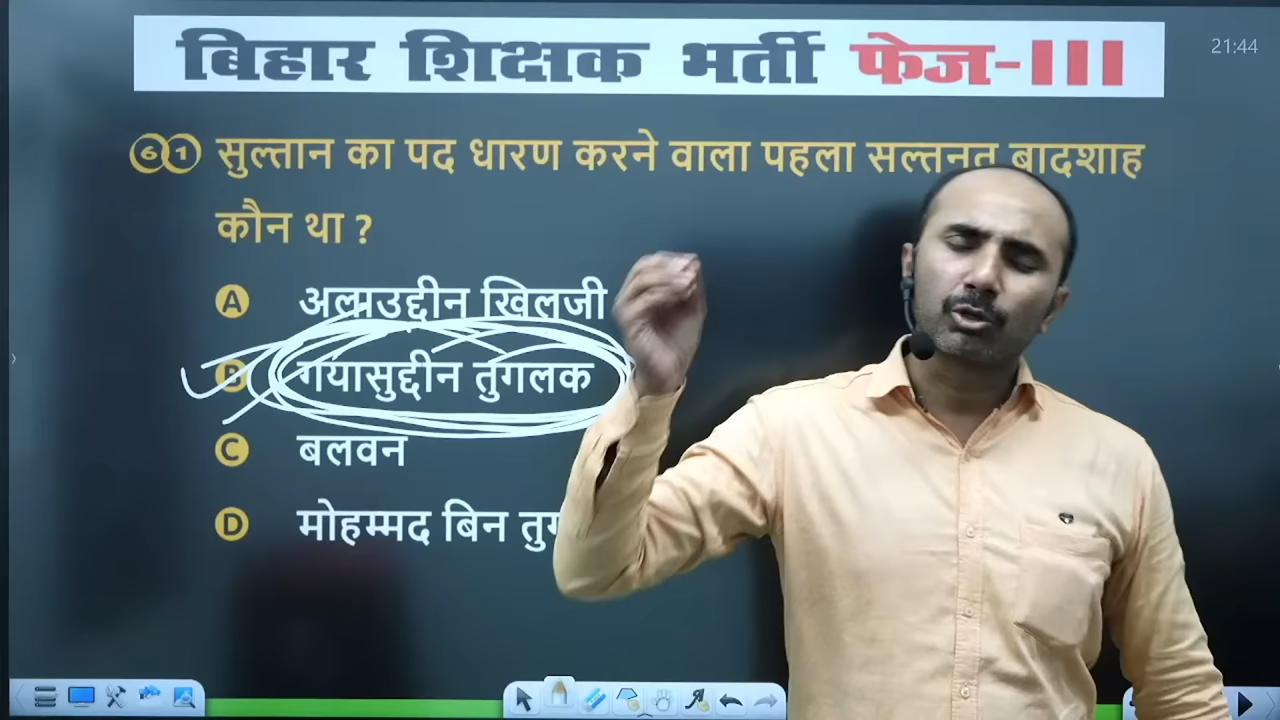 बिहार शिक्षक भर्ती फेज-III
21:44
61 सुल्तान का पद धारण करने वाला पहला सल्तनत बादशाह
कौन था ?
A अलाउद्दीन खिलजी
B गयासुद्दीन तुगलक
C बलवन
D मोहम्मद बिन